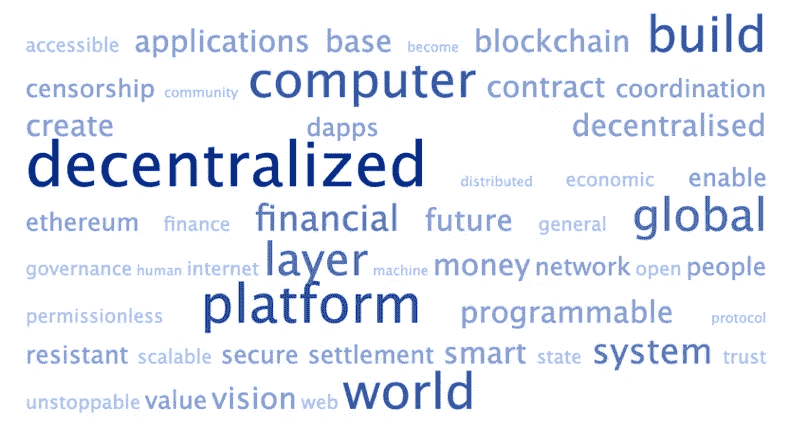 accessible applications base become blockchain build
censorship community computer contract coordination
create dapps decentralised
decentralized distributed economic enable
ethereum finance financial future general global
governance human internet layer machine money network open people
permissionless platform programmable protocol
resistant scalable secure settlement smart state system trust
unstoppable value vision web world